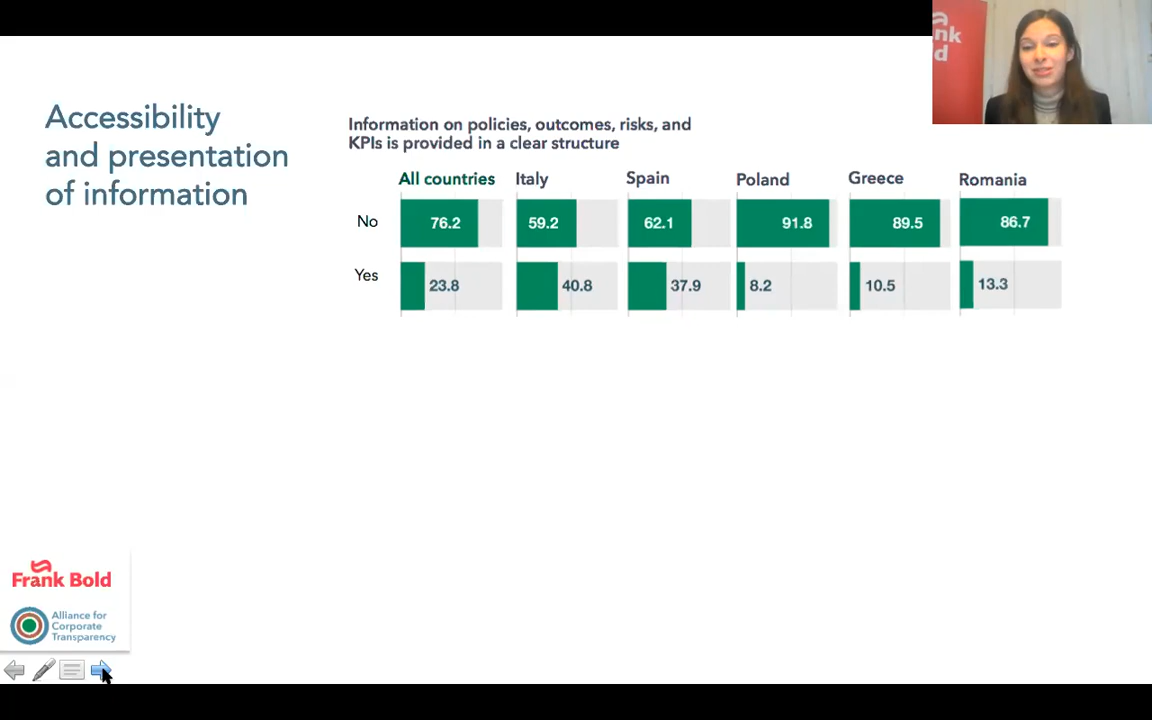 Accessibility
and presentation
of information
Information on policies, outcomes, risks, and
KPIs is provided in a clear structure
All countries Italy Spain Poland Greece Romania
No 76.2 59.2 62.1 91.8 89.5 86.7
Yes 23.8 40.8 37.9 8.2 10.5 13.3
Frank Bold
Alliance for
Corporate
Transparency